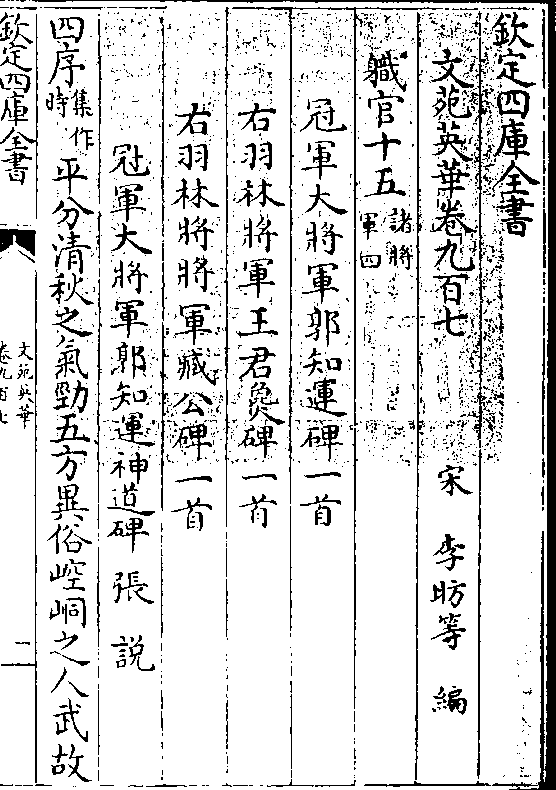 欽定四庫全書
文苑英華卷九百七
宋 李昉等 編
職官十五 諸將軍四
冠軍大將軍郭知運碑一首
右羽林將軍王君㚟碑一首
右羽林將將軍臧公碑一首
冠軍大將軍郭知運神道碑 張說
四序集作時平分清秋之氣勁五方異俗崆峒之人武故
欽定四庫全書
文苑英華
卷九百七
二